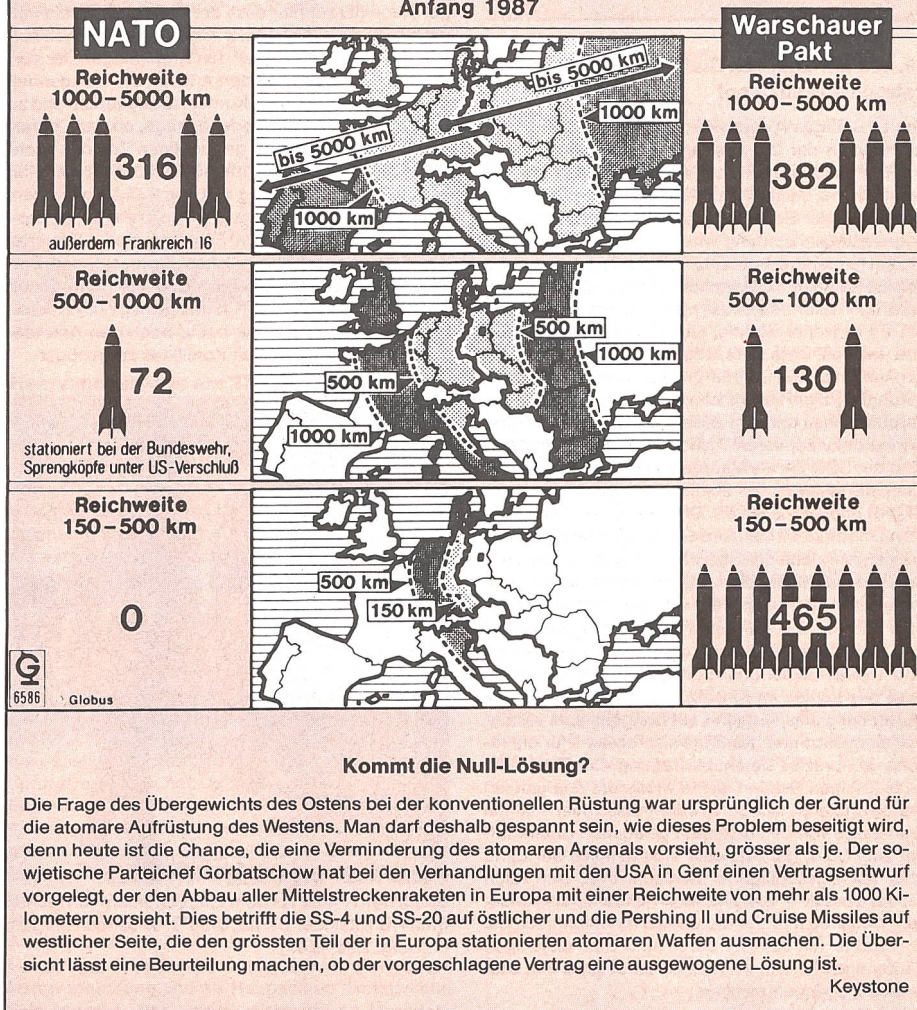 Anfang 1987
NATO
Reichweite
1000–5000 km
316
außerdem Frankreich 16
bis 5000 km
1000 km
bis 5000 km
1000 km
Warschauer
Pakt
Reichweite
1000–5000 km
382
Reichweite
500–1000 km
72
stationiert bei der Bundeswehr,
Sprengköpfe unter US-Verschluß
500 km
1000 km
500 km
1000 km
Reichweite
500–1000 km
130
Reichweite
150–500 km
0
G
6586
Globus
500 km
150 km
Reichweite
150–500 km
465
Kommt die Null-Lösung?
Die Frage des Übergewichts des Ostens bei der konventionellen Rüstung war ursprünglich der Grund für
die atomare Aufrüstung des Westens. Man darf deshalb gespannt sein, wie dieses Problem beseitigt wird,
denn heute ist die Chance, die eine Verminderung des atomaren Arsenals vorsieht, grösser als je. Der so-
wjetische Parteichef Gorbatschow hat bei den Verhandlungen mit den USA in Genf einen Vertragsentwurf
vorgelegt, der den Abbau aller Mittelstreckenraketen in Europa mit einer Reichweite von mehr als 1000 Ki-
lometern vorsieht. Dies betrifft die SS-4 und SS-20 auf östlicher und die Pershing II und Cruise Missiles auf
westlicher Seite, die den grössten Teil der in Europa stationierten atomaren Waffen ausmachen. Die Über-
sicht lässt eine Beurteilung machen, ob der vorgeschlagene Vertrag eine ausgewogene Lösung ist.
Keystone